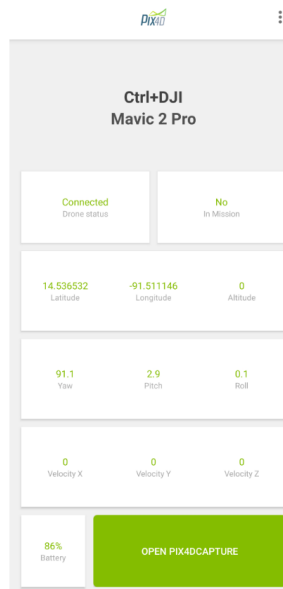 PIX4D
Ctrl+DJI
Mavic 2 Pro
Connected
Drone status
No
In Mission
14.536532
Latitude
-91.511146
Longitude
0
Altitude
91.1
Yaw
2.9
Pitch
0.1
Roll
0
Velocity X
0
Velocity Y
0
Velocity Z
86%
Battery
OPEN PIX4DCAPTURE